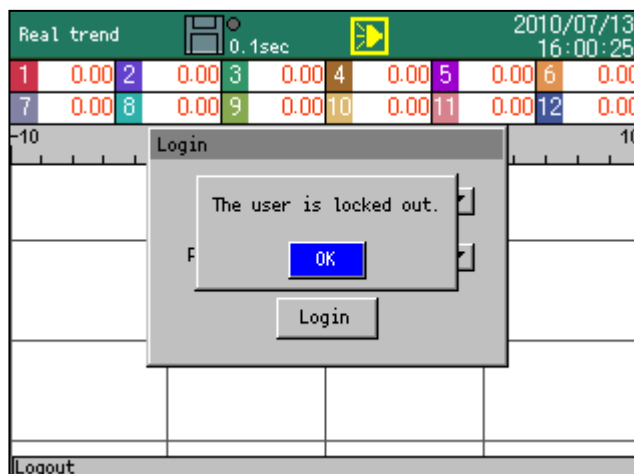 Real trend 0.1sec 2010/07/13
16:00:25
1 0.00 2 0.00 3 0.00 4 0.00 5 0.00 6 0.00
7 0.00 8 0.00 9 0.00 10 0.00 11 0.00 12 0.00
-10 10
Login
The user is locked out.
OK
Login
Logout